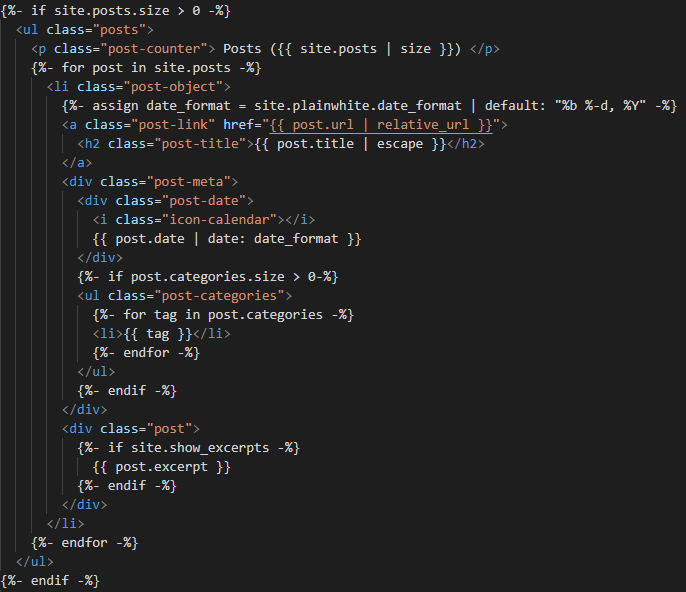 {%- if site.posts.size > 0 -%}
<ul class="posts">
<p class="post-counter"> Posts ({{ site.posts | size }}) </p>
{%- for post in site.posts -%}
<li class="post-object">
{%- assign date_format = site.plainwhite.date_format | default: "%b %-d, %Y" -%}
<a class="post-link" href="{{ post.url | relative_url }}">
<h2 class="post-title">{{ post.title | escape }}</h2>
</a>
<div class="post-meta">
<div class="post-date">
<i class="icon-calendar"></i>
{{ post.date | date: date_format }}
</div>
{%- if post.categories.size > 0-%}
<ul class="post-categories">
{%- for tag in post.categories -%}
<li>{{ tag }}</li>
{%- endfor -%}
</ul>
{%- endif -%}
</div>
<div class="post">
{%- if site.show_excerpts -%}
{{ post.excerpt }}
{%- endif -%}
</div>
</li>
{%- endfor -%}
</ul>
{%- endif -%}